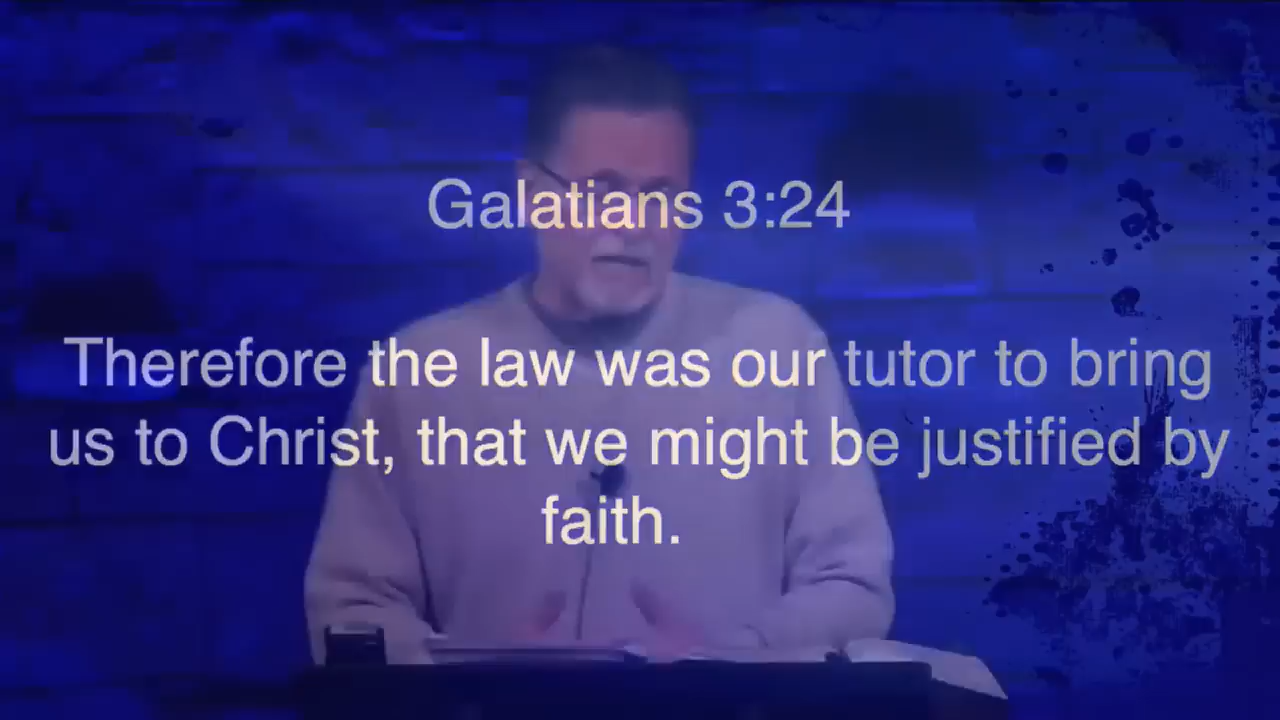 Galatians 3:24
Therefore the law was our tutor to bring
us to Christ, that we might be justified by
faith.